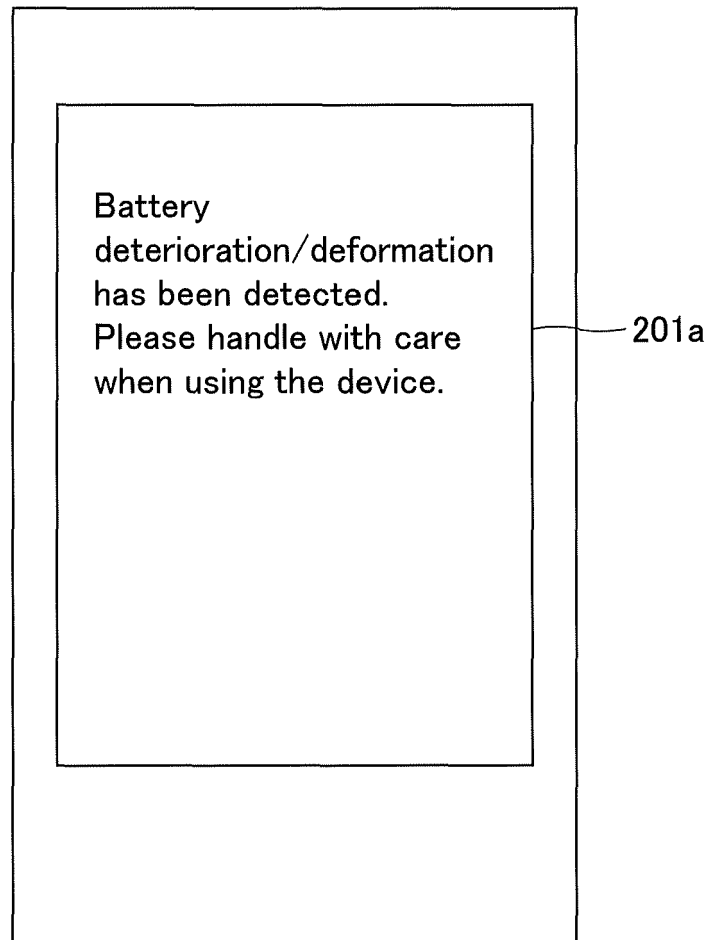 Battery
deterioration/deformation
has been detected.
Please handle with care
when using the device.
201a